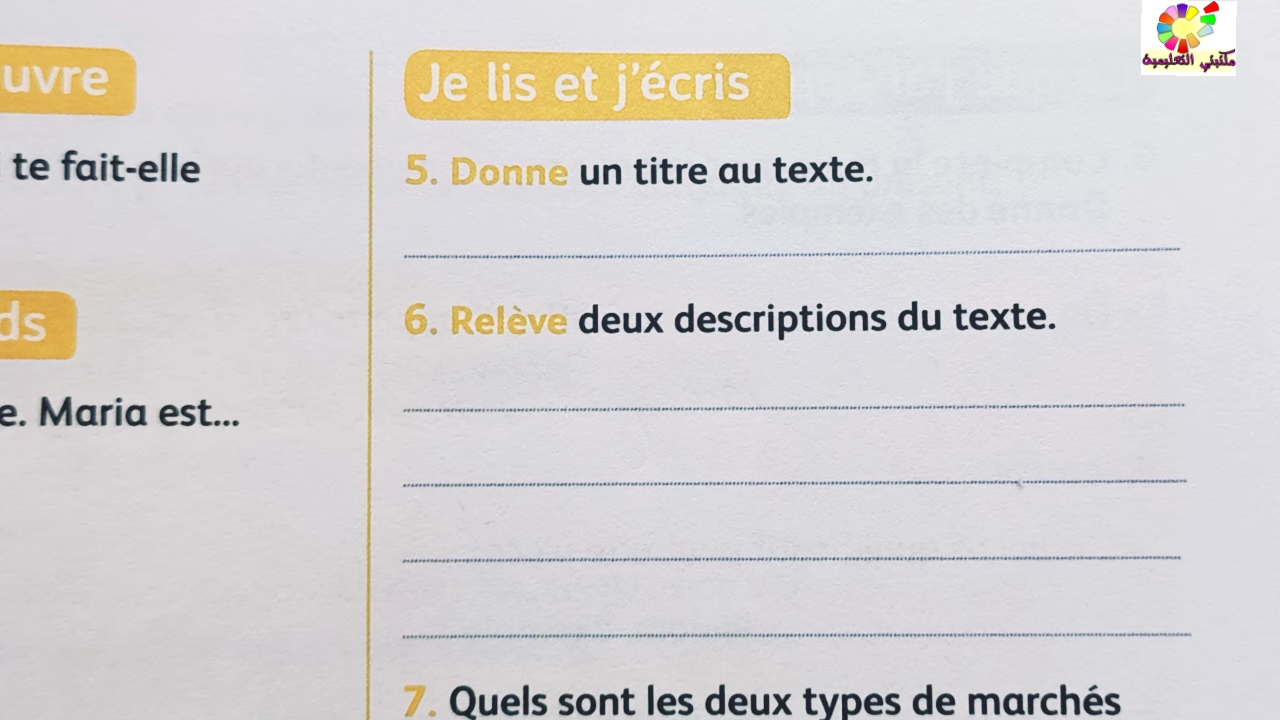 مكتبتي التعليمية
uvre
te fait-elle
ds
e. Maria est...
Je lis et j'écris
5. Donne un titre au texte.
6. Relève deux descriptions du texte.
7. Quels sont les deux types de marchés